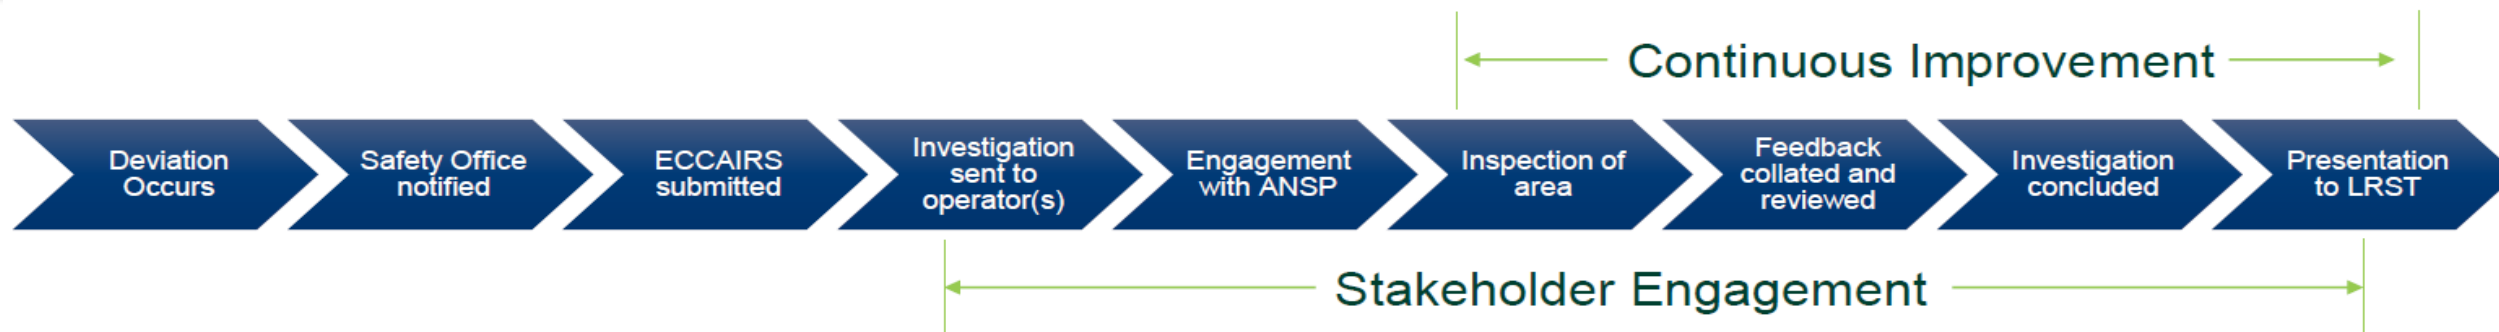 Continuous Improvement
Deviation
Occurs
Safety Office
notified
ECCAIRS
submitted
Investigation
sent to
operator(s)
Engagement
with ANSP
Inspection of
area
Feedback
collated and
reviewed
Investigation
concluded
Presentation
to LRST
Stakeholder Engagement